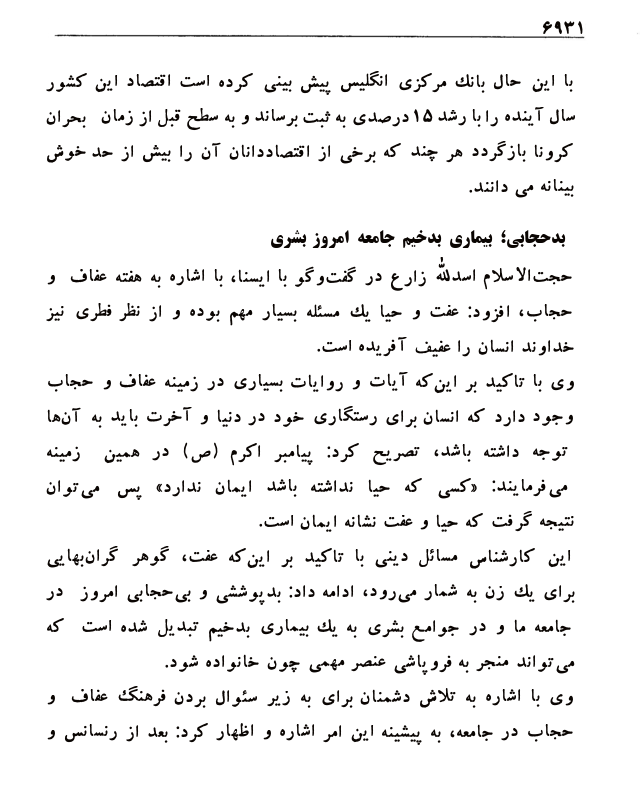 ۶۹۳۱
با این حال بانک مرکزی انگلیس پیش بینی کرده است اقتصاد این کشور
سال آینده را با رشد ۱۵ درصدی به ثبت برساند و به سطح قبل از زمان بحران
کرونا بازگردد هر چند که برخی از اقتصاددانان آن را بیش از حد خوش
بینانه می دانند.
بدحجابی؛ بیماری بدخیم جامعه امروز بشری
حجت‌الاسلام اسدالله زارع در گفت‌وگو با ایسنا، با اشاره به هفته عفاف و
حجاب، افزود: عفت و حیا یک مسئله بسیار مهم بوده و از نظر فطری نیز
خداوند انسان را عفیف آفریده است.
وی با تاکید بر این‌که آیات و روایات بسیاری در زمینه عفاف و حجاب
وجود دارد که انسان برای رستگاری خود در دنیا و آخرت باید به آن‌ها
توجه داشته باشد، تصریح کرد: پیامبر اکرم (ص) در همین زمینه
می‌فرمایند: «کسی که حیا نداشته باشد ایمان ندارد» پس می‌توان
نتیجه گرفت که حیا و عفت نشانه ایمان است.
این کارشناس مسائل دینی با تاکید بر این‌که عفت، گوهر گران‌بهایی
برای یک زن به شمار می‌رود، ادامه داد: بدپوششی و بی‌حجابی امروز در
جامعه ما و در جوامع بشری به یک بیماری بدخیم تبدیل شده است که
می‌تواند منجر به فروپاشی عنصر مهمی چون خانواده شود.
وی با اشاره به تلاش دشمنان برای به زیر سئوال بردن فرهنگ عفاف و
حجاب در جامعه، به پیشینه این امر اشاره و اظهار کرد: بعد از رنسانس و